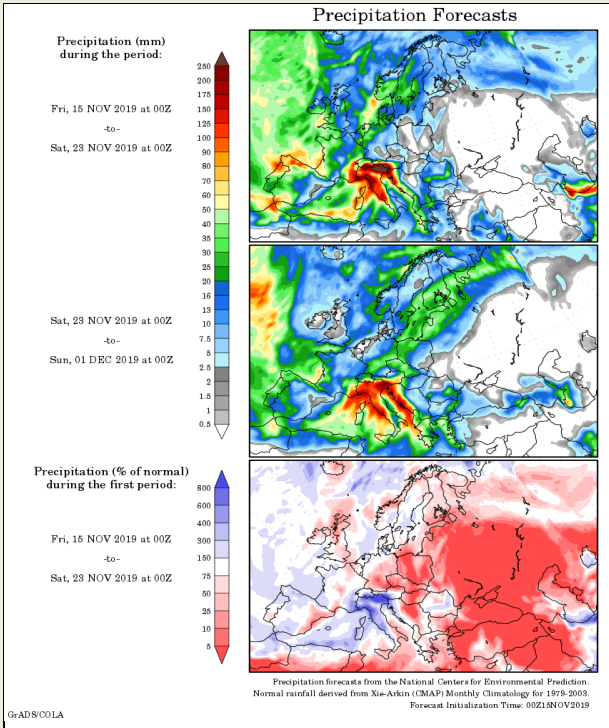 Precipitation Forecasts
Precipitation (mm)
during the period:
Fri, 15 NOV 2019 at 00Z
-to-
Sat, 23 NOV 2019 at 00Z
250
200
175
150
125
100
90
80
70
60
50
40
35
30
25
20
16
13
10
7.5
5
2.5
2
1.5
1
0.5
Sat, 23 NOV 2019 at 00Z
-to-
Sun, 01 DEC 2019 at 00Z
Precipitation (% of normal)
during the first period:
Fri, 15 NOV 2019 at 00Z
-to-
Sat, 23 NOV 2019 at 00Z
800
600
400
300
150
75
50
25
10
5
Precipitation forecasts from the National Centers for Environmental Prediction.
Normal rainfall derived from Xie-Arkin (CMAP) Monthly Climatology for 1979-2003.
Forecast Initialization Time: 00Z15NOV2019
GrADS/COLA